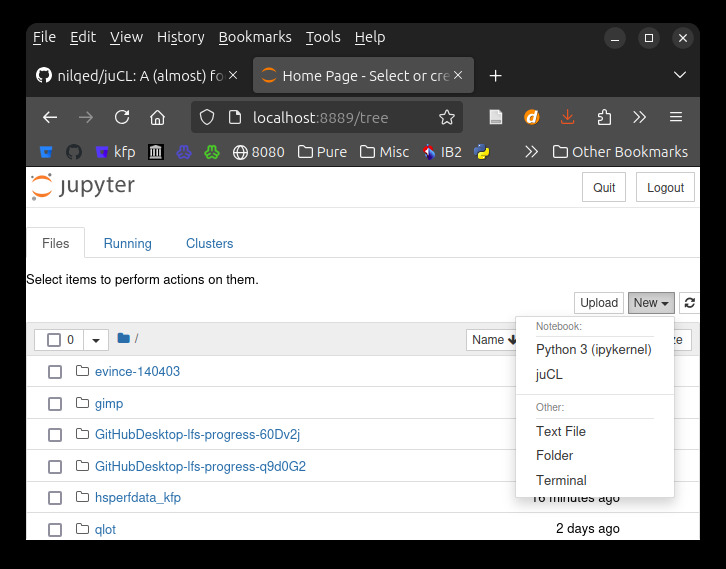 File Edit View History Bookmarks Tools Help
nilqed/juCL: A (almost) fo
Home Page - Select or cre
localhost:8889/tree
kfp 8080 Pure Misc IB2 Other Bookmarks
jupyter Quit Logout
Files Running Clusters
Select items to perform actions on them.
Upload New
0 / Name
Notebook:
Python 3 (ipykernel)
juCL
Other:
Text File
Folder
Terminal
evince-140403
gimp
GitHubDesktop-lfs-progress-60Dv2j
GitHubDesktop-lfs-progress-q9d0G2
hsperfdata_kfp 16 minutes ago
qlot 2 days ago